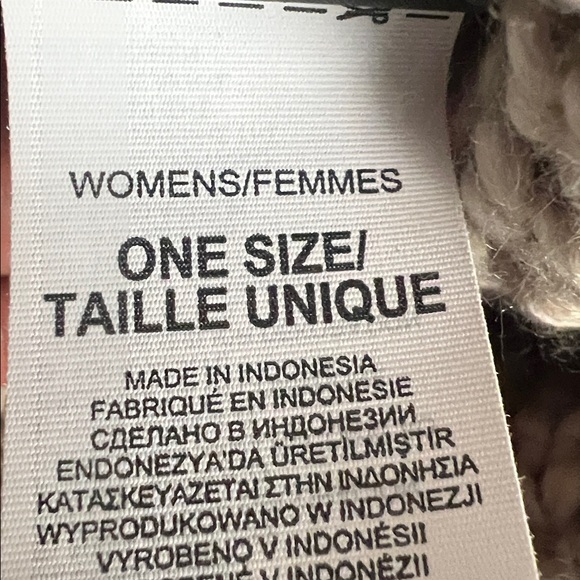 WOMENS/FEMMES
ONE SIZE/
TAILLE UNIQUE
MADE IN INDONESIA
FABRIQUÉ EN INDONESIE
СДЕЛАНО В ИНДОНЕЗИИ
ENDONEZYA'DA ÜRETİLMİŞTİR
ΚΑΤΑΣΚΕΥΑΖΕΤΑΙ ΣΤΗΝ ΙΝΔΟΝΗΣΙΑ
WYPRODUKOWANO W INDONEZJI
VYROBENO V INDONÉSII
V INDONÉZII